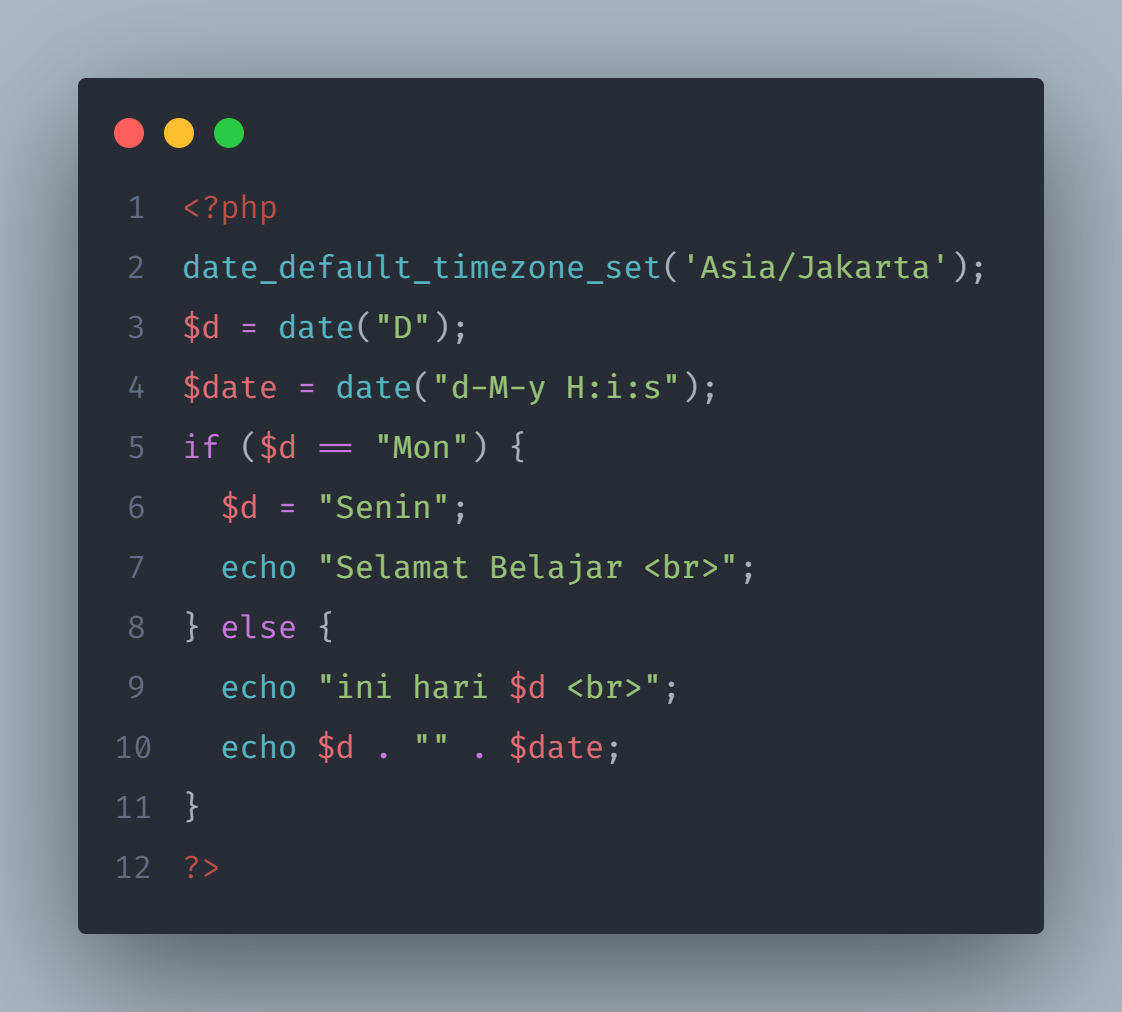 1 <?php
2 date_default_timezone_set('Asia/Jakarta');
3 $d = date("D");
4 $date = date("d-M-y H:i:s");
5 if ($d == "Mon") {
6   $d = "Senin";
7   echo "Selamat Belajar <br>";
8 } else {
9   echo "ini hari $d <br>";
10   echo $d . "" . $date;
11 }
12 ?>